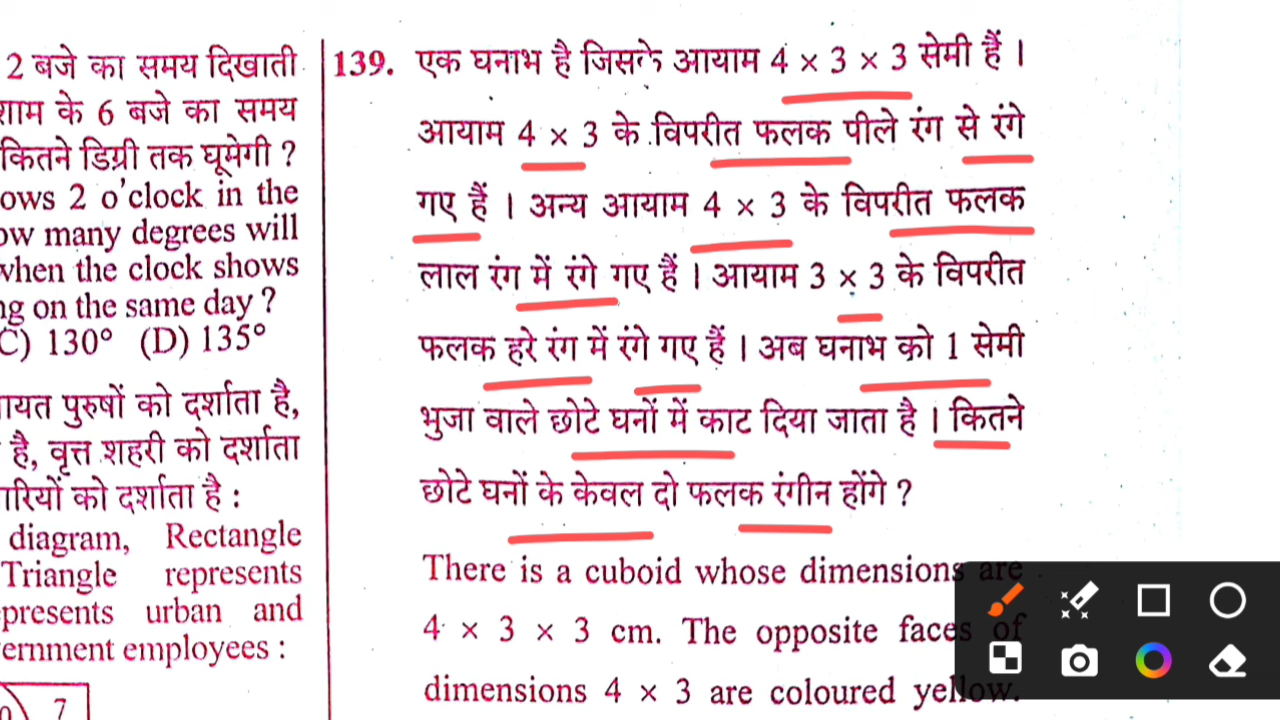 2 बजे का समय दिखाती
शाम के 6 बजे का समय
कितने डिग्री तक घूमेगी ?
ows 2 o'clock in the
ow many degrees will
when the clock shows
ng on the same day ?
C) 130° (D) 135°
ायत पुरुषों को दर्शाता है,
है, वृत्त शहरी को दर्शाता
ारियों को दर्शाता है :
diagram, Rectangle
Triangle represents
presents urban and
ernment employees :
7
139. एक घनाभ है जिसके आयाम 4 × 3 × 3 सेमी हैं ।
आयाम 4 × 3 के विपरीत फलक पीले रंग से रंगे
गए हैं । अन्य आयाम 4 × 3 के विपरीत फलक
लाल रंग में रंगे गए हैं । आयाम 3 × 3 के विपरीत
फलक हरे रंग में रंगे गए हैं । अब घनाभ को 1 सेमी
भुजा वाले छोटे घनों में काट दिया जाता है । कितने
छोटे घनों के केवल दो फलक रंगीन होंगे ?
There is a cuboid whose dimensions are
4 × 3 × 3 cm. The opposite faces of
dimensions 4 × 3 are coloured yellow.